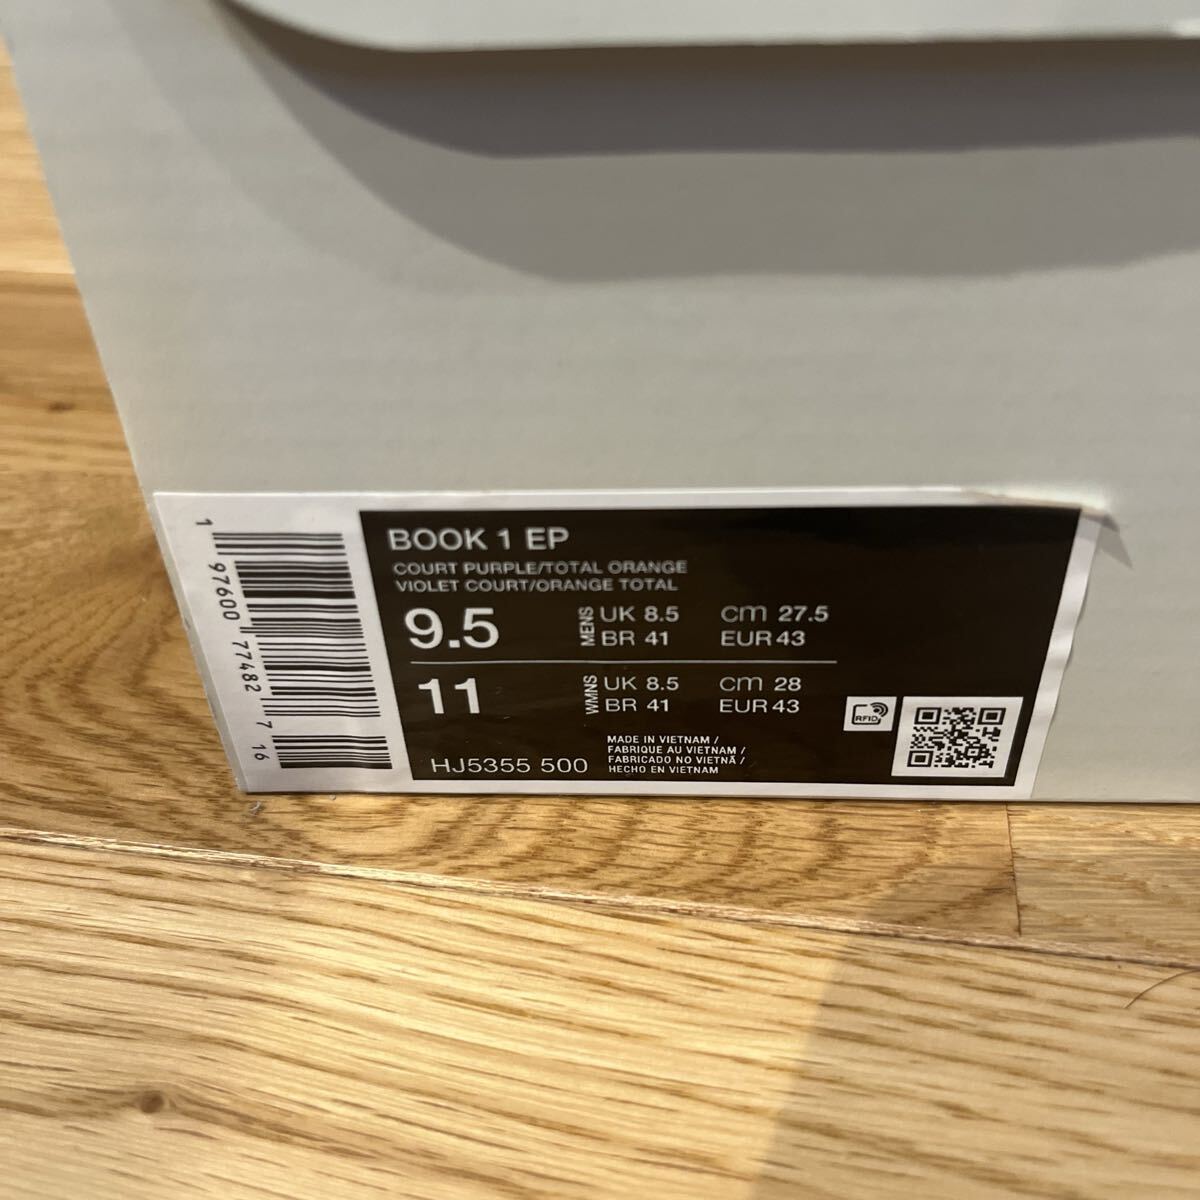 BOOK 1 EP
COURT PURPLE/TOTAL ORANGE
VIOLET COURT/ORANGE TOTAL
9.5
MENS
UK 8.5 cm 27.5
BR 41 EUR 43
11
WMNS
UK 8.5 cm 28
BR 41 EUR 43
HJ5355 500
MADE IN VIETNAM /
FABRIQUE AU VIETNAM /
FABRICADO NO VIETNÃ /
HECHO EN VIETNAM
RFID
1 97600 77482 7 16